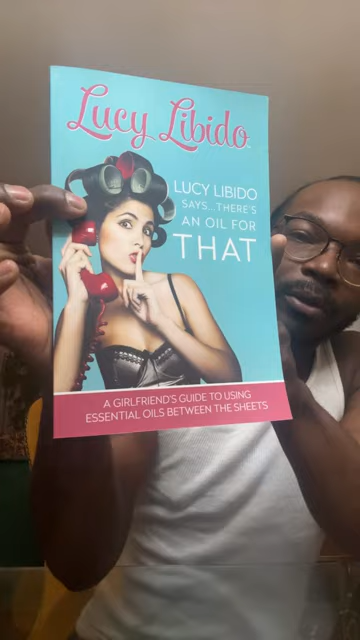 Lucy Libido
LUCY LIBIDO
SAYS...THERE'S
AN OIL FOR
THAT
A GIRLFRIEND'S GUIDE TO USING
ESSENTIAL OILS BETWEEN THE SHEETS